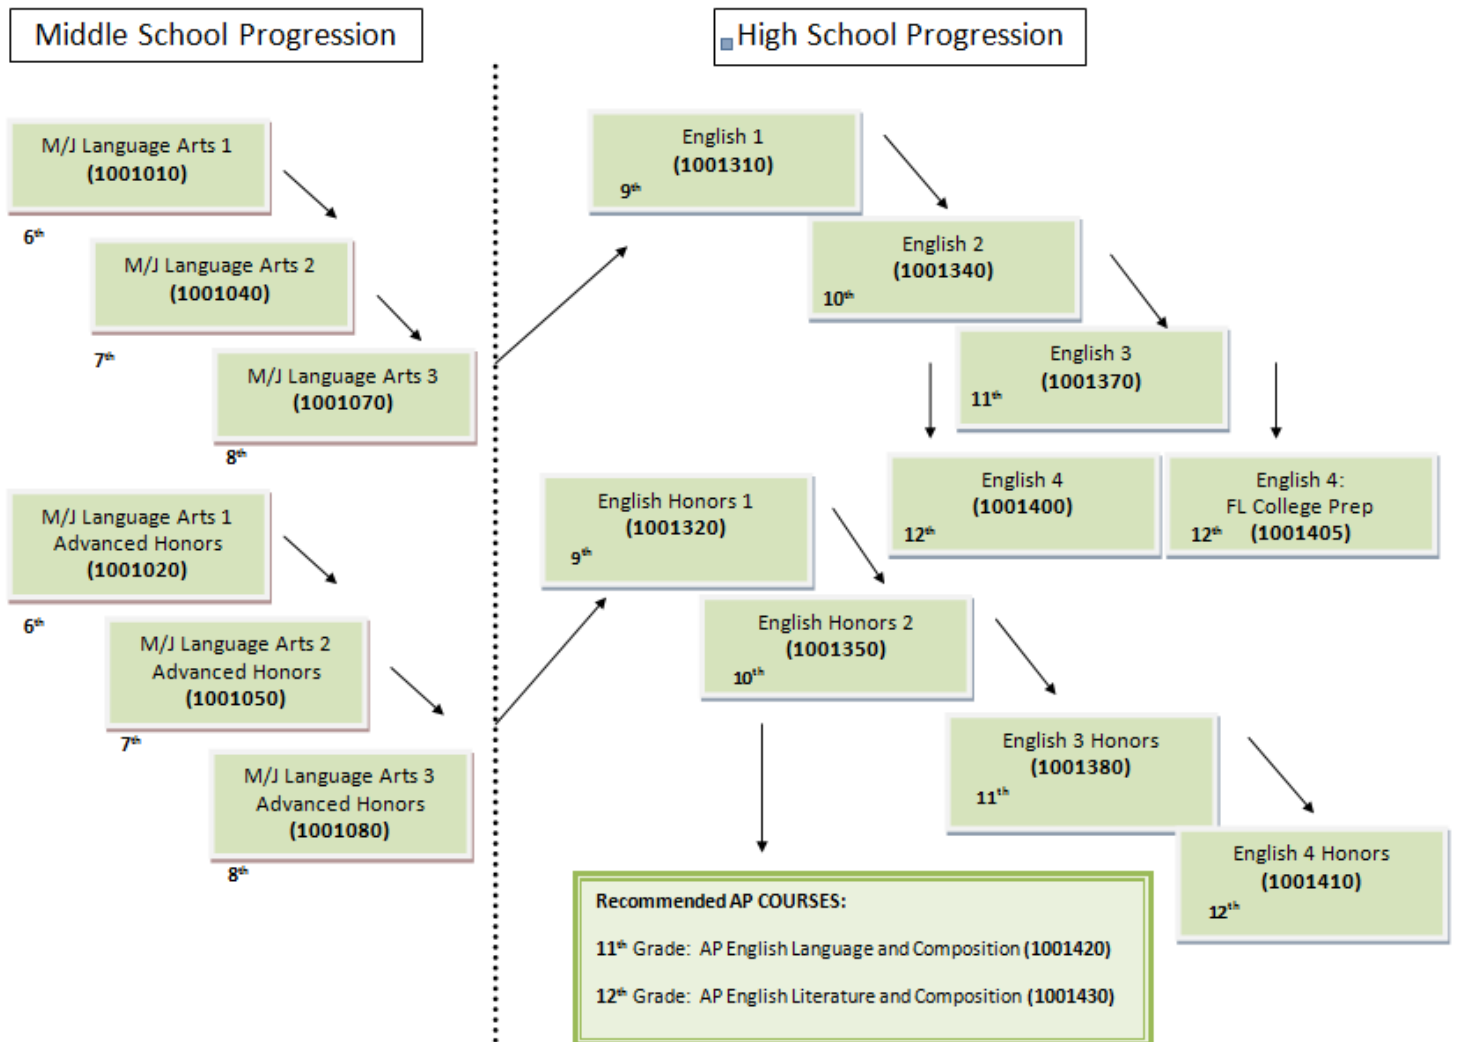 Middle School Progression
High School Progression
M/J Language Arts 1
(1001010)
6th
M/J Language Arts 2
(1001040)
7th
M/J Language Arts 3
(1001070)
8th
M/J Language Arts 1
Advanced Honors
(1001020)
6th
M/J Language Arts 2
Advanced Honors
(1001050)
7th
M/J Language Arts 3
Advanced Honors
(1001080)
8th
English 1
(1001310)
9th
English 2
(1001340)
10th
English 3
(1001370)
11th
English 4
(1001400)
12th
English 4:
FL College Prep
12th (1001405)
English Honors 1
(1001320)
9th
English Honors 2
(1001350)
10th
English 3 Honors
(1001380)
11th
English 4 Honors
(1001410)
12th
Recommended AP COURSES:
11th Grade: AP English Language and Composition (1001420)
12th Grade: AP English Literature and Composition (1001430)